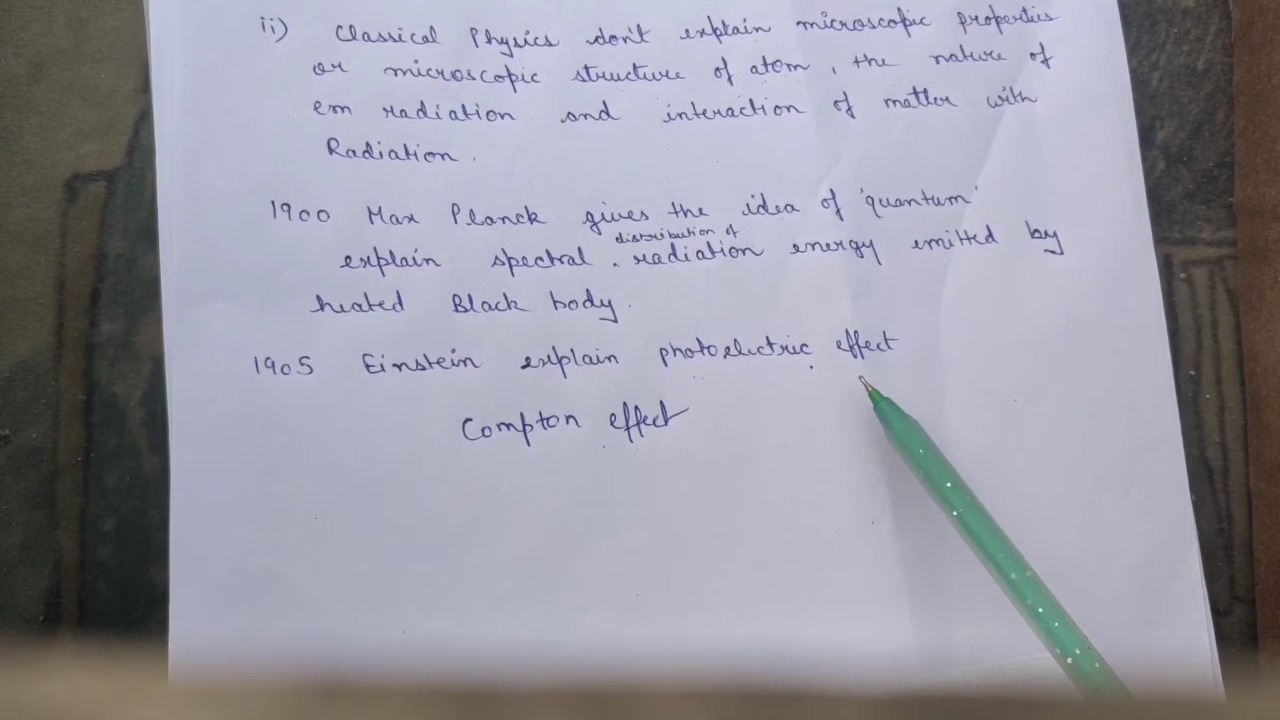 ii) Classical Physics don't explain microscopic properties
or microscopic structure of atom, the nature of
em radiation and interaction of matter with
Radiation.
1900 Max Planck gives the idea of 'quantum'
explain spectral distribution of radiation energy emitted by
heated Black body.
1905 Einstein explain photoelectric effect
Compton effect